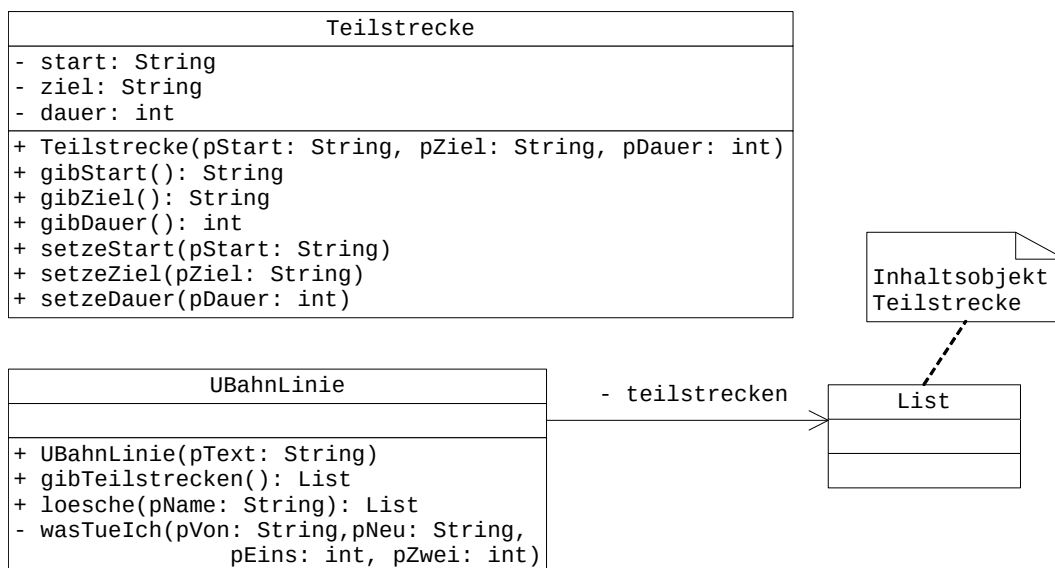 Teilstrecke
- start: String
- ziel: String
- dauer: int
+ Teilstrecke(pStart: String, pZiel: String, pDauer: int)
+ gibStart(): String
+ gibZiel(): String
+ gibDauer(): int
+ setzeStart(pStart: String)
+ setzeZiel(pZiel: String)
+ setzeDauer(pDauer: int)
Inhaltsobjekt
Teilstrecke
UBahnLinie
+ UBahnLinie(pText: String)
+ gibTeilstrecken(): List
+ loesche(pName: String): List
- wasTueIch(pVon: String,pNeu: String,
pEins: int, pZwei: int)
- teilstrecken
List